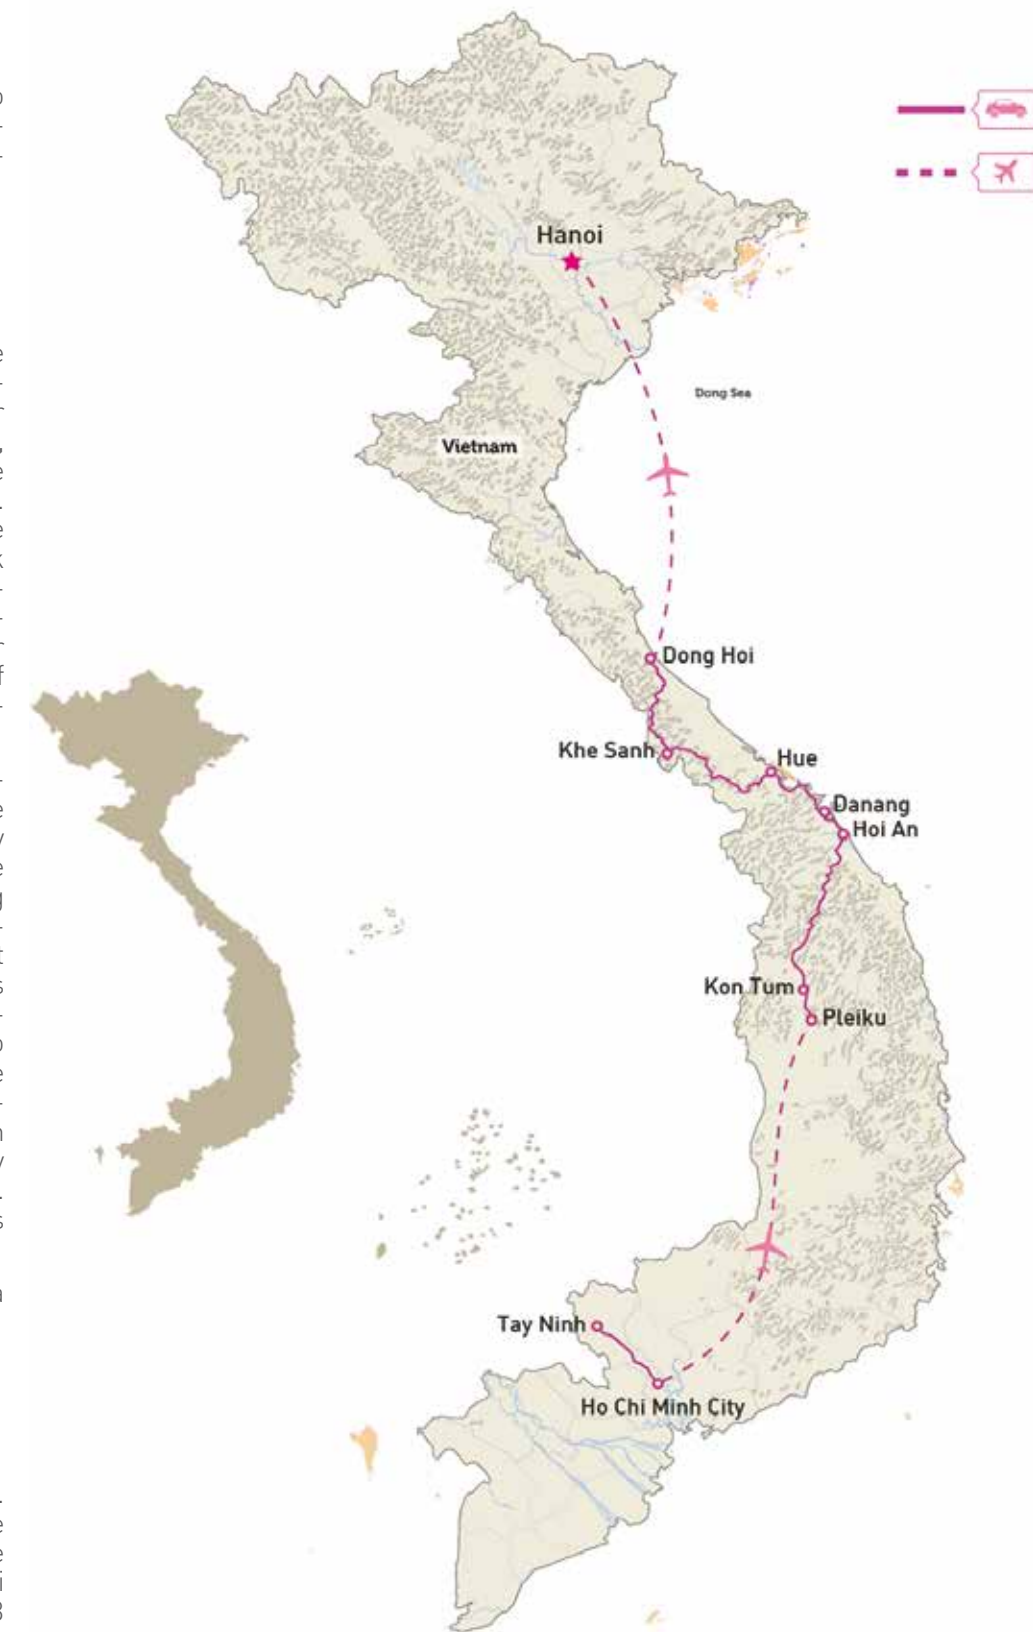 Hanoi
Dong Sea
Vietnam
Dong Hoi
Khe Sanh
Hue
Danang
Hoi An
Kon Tum
Pleiku
Tay Ninh
Ho Chi Minh City